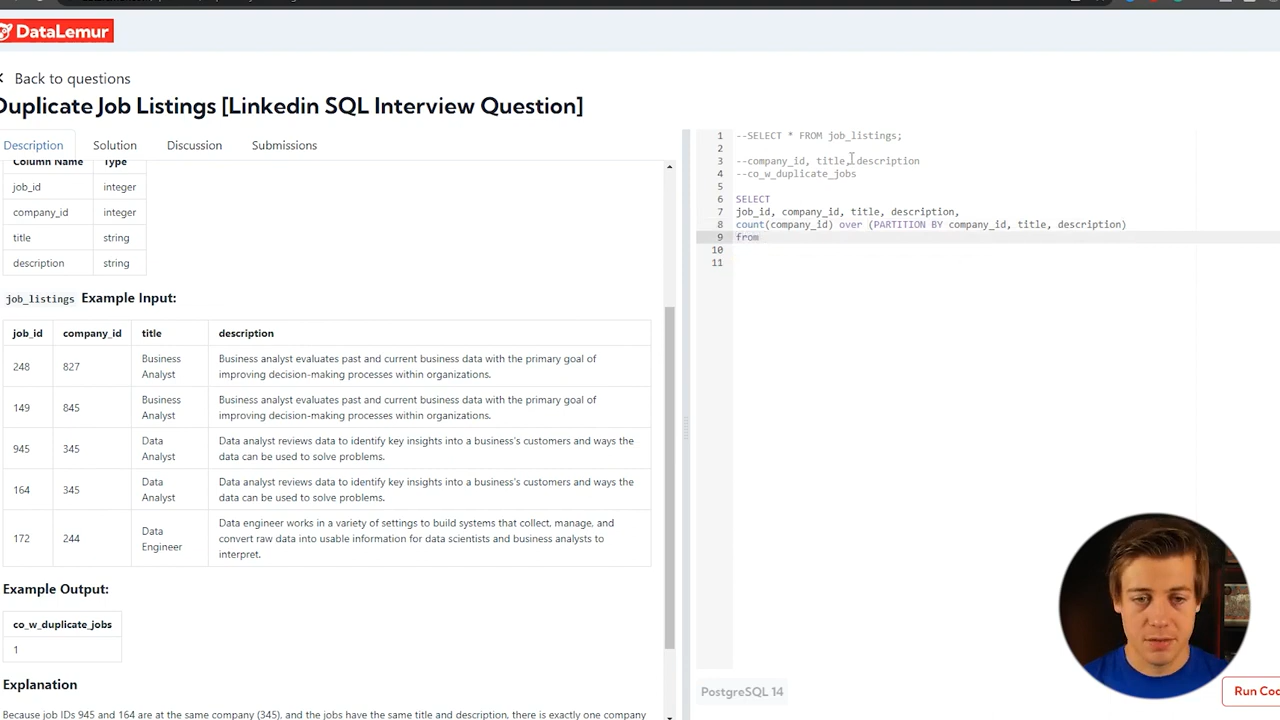 DataLemur
Back to questions
Duplicate Job Listings [Linkedin SQL Interview Question]
Description Solution Discussion Submissions
Column Name Type
job_id integer
company_id integer
title string
description string
job_listings Example Input:
job_id company_id title description
248 827 Business Analyst Business analyst evaluates past and current business data with the primary goal of
improving decision-making processes within organizations.
149 845 Business Analyst Business analyst evaluates past and current business data with the primary goal of
improving decision-making processes within organizations.
945 345 Data Analyst Data analyst reviews data to identify key insights into a business's customers and ways the
data can be used to solve problems.
164 345 Data Analyst Data analyst reviews data to identify key insights into a business's customers and ways the
data can be used to solve problems.
172 244 Data Engineer Data engineer works in a variety of settings to build systems that collect, manage, and
convert raw data into usable information for data scientists and business analysts to
interpret.
Example Output:
co_w_duplicate_jobs
1
Explanation
Because job IDs 945 and 164 are at the same company (345), and the jobs have the same title and description, there is exactly one company
1 --SELECT * FROM job_listings;
2
3 --company_id, title, description
4 --co_w_duplicate_jobs
5
6 SELECT
7 job_id, company_id, title, description,
8 count(company_id) over (PARTITION BY company_id, title, description)
9 from
10
11
PostgreSQL 14
Run Cod